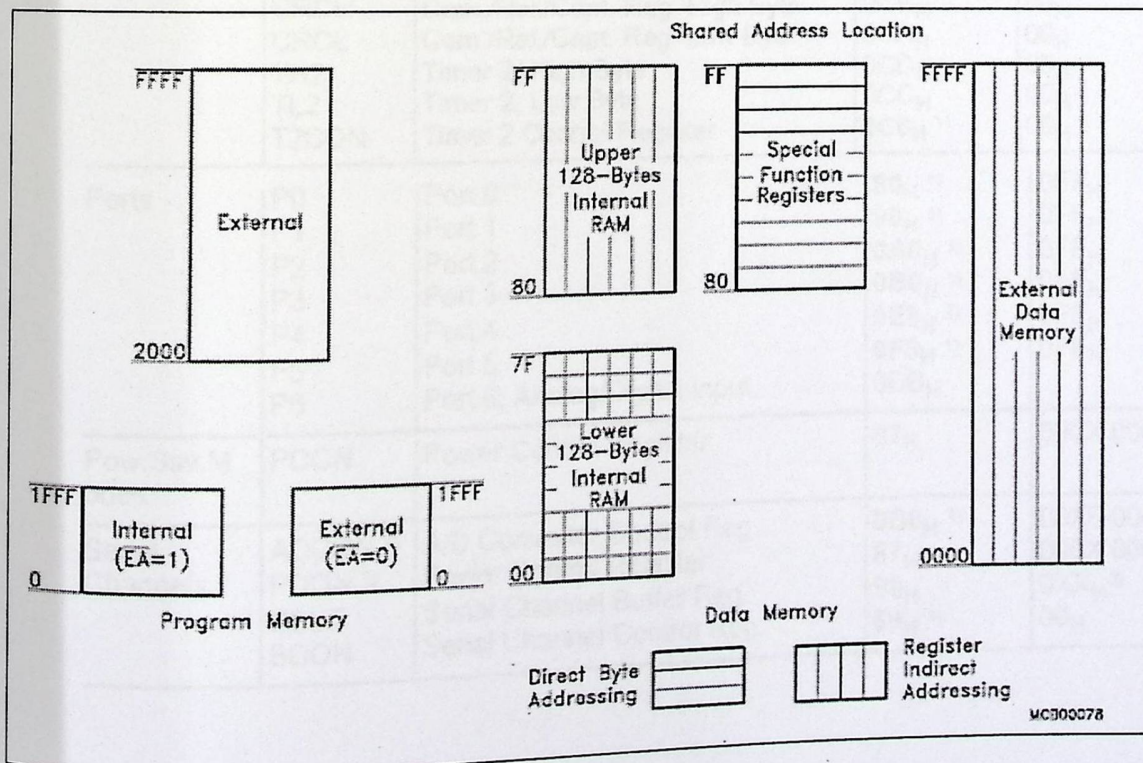 Shared Address Location
FFFF
External
2000
FF
Upper
128-Bytes
Internal
RAM
80
FF
Special
Function
Registers
80
FFFF
External
Data
Memory
0000
7F
Lower
128-Bytes
Internal
RAM
00
1FFF
Internal
(EA=1)
0
1FFF
External
(EA=0)
0
Program Memory
Data Memory
Direct Byte
Addressing
Register
Indirect
Addressing
MCB00078